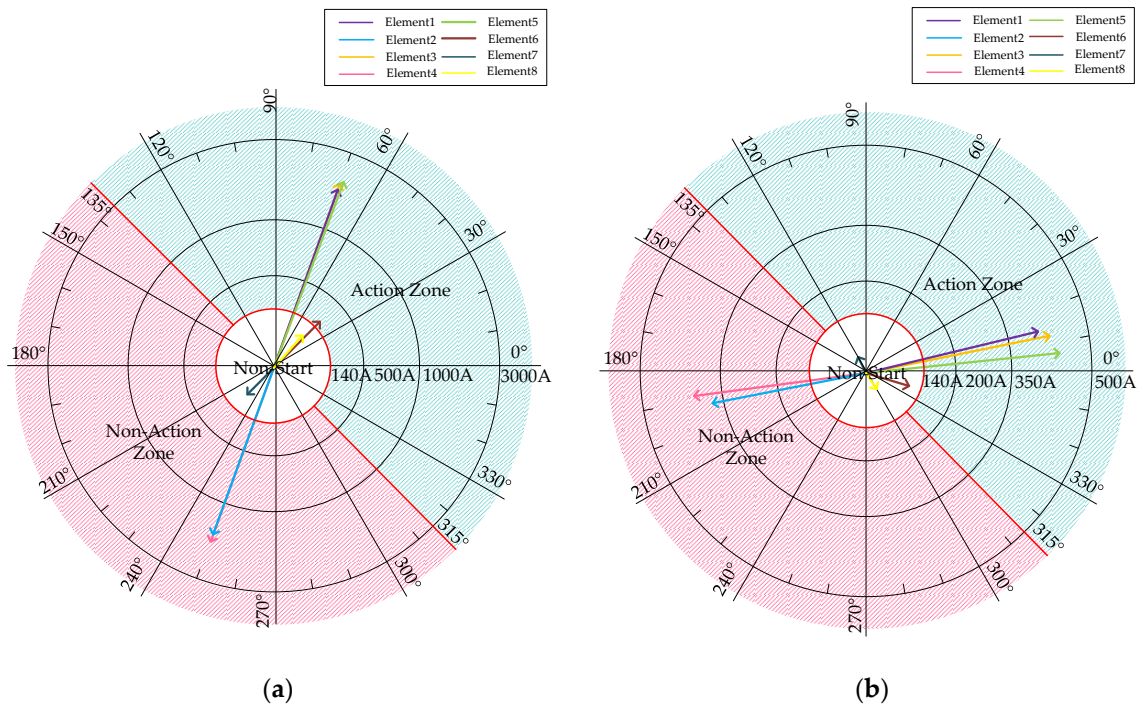 Element1 Element5
Element2 Element6
Element3 Element7
Element4 Element8
90°
120°
60°
135°
150°
30°
Action Zone
180°
0°
Non-Start
140A 500A 1000A 3000A
Non-Action
Zone
210°
330°
315°
240°
300°
270°
(a)
Element1 Element5
Element2 Element6
Element3 Element7
Element4 Element8
90°
120°
60°
135°
150°
30°
Action Zone
180°
0°
Non-Start
140A 200A 350A 500A
Non-Action
Zone
210°
330°
315°
240°
300°
270°
(b)